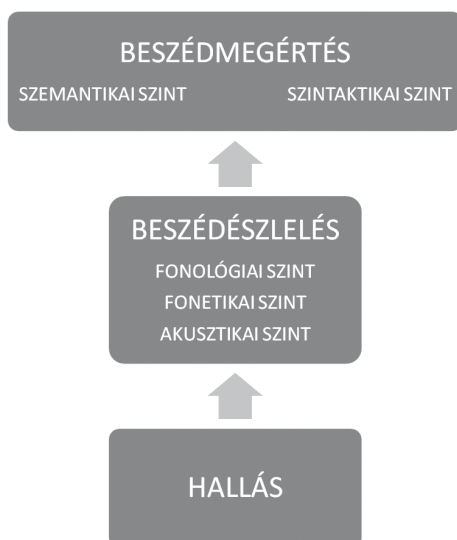 BESZÉDMEGÉRTÉS
SZEMANTIKAI SZINT SZINTAKTIKAI SZINT
BESZÉDÉSZLELÉS
FONOLÓGIAI SZINT
FONETIKAI SZINT
AKUSZTIKAI SZINT
HALLÁS